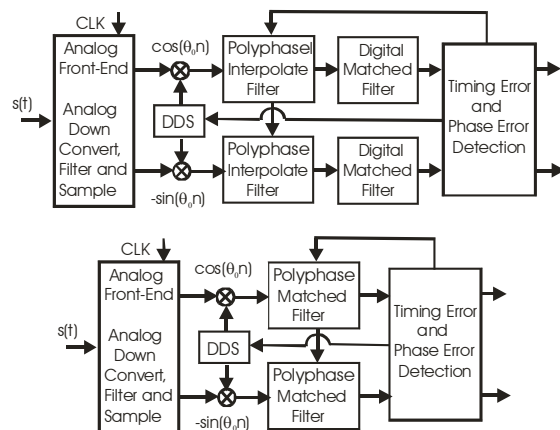 CLK
Analog
Front-End
Analog
Down
Convert,
Filter and
Sample
s(t)
cos(θ₀n)
DDS
-sin(θ₀n)
Polyphasel
Interpolate
Filter
Digital
Matched
Filter
Polyphase
Interpolate
Filter
Digital
Matched
Filter
Timing Error
and
Phase Error
Detection
CLK
Analog
Front-End
Analog
Down
Convert,
Filter and
Sample
s(t)
cos(θ₀n)
DDS
-sin(θ₀n)
Polyphase
Matched
Filter
Polyphase
Matched
Filter
Timing Error
and
Phase Error
Detection